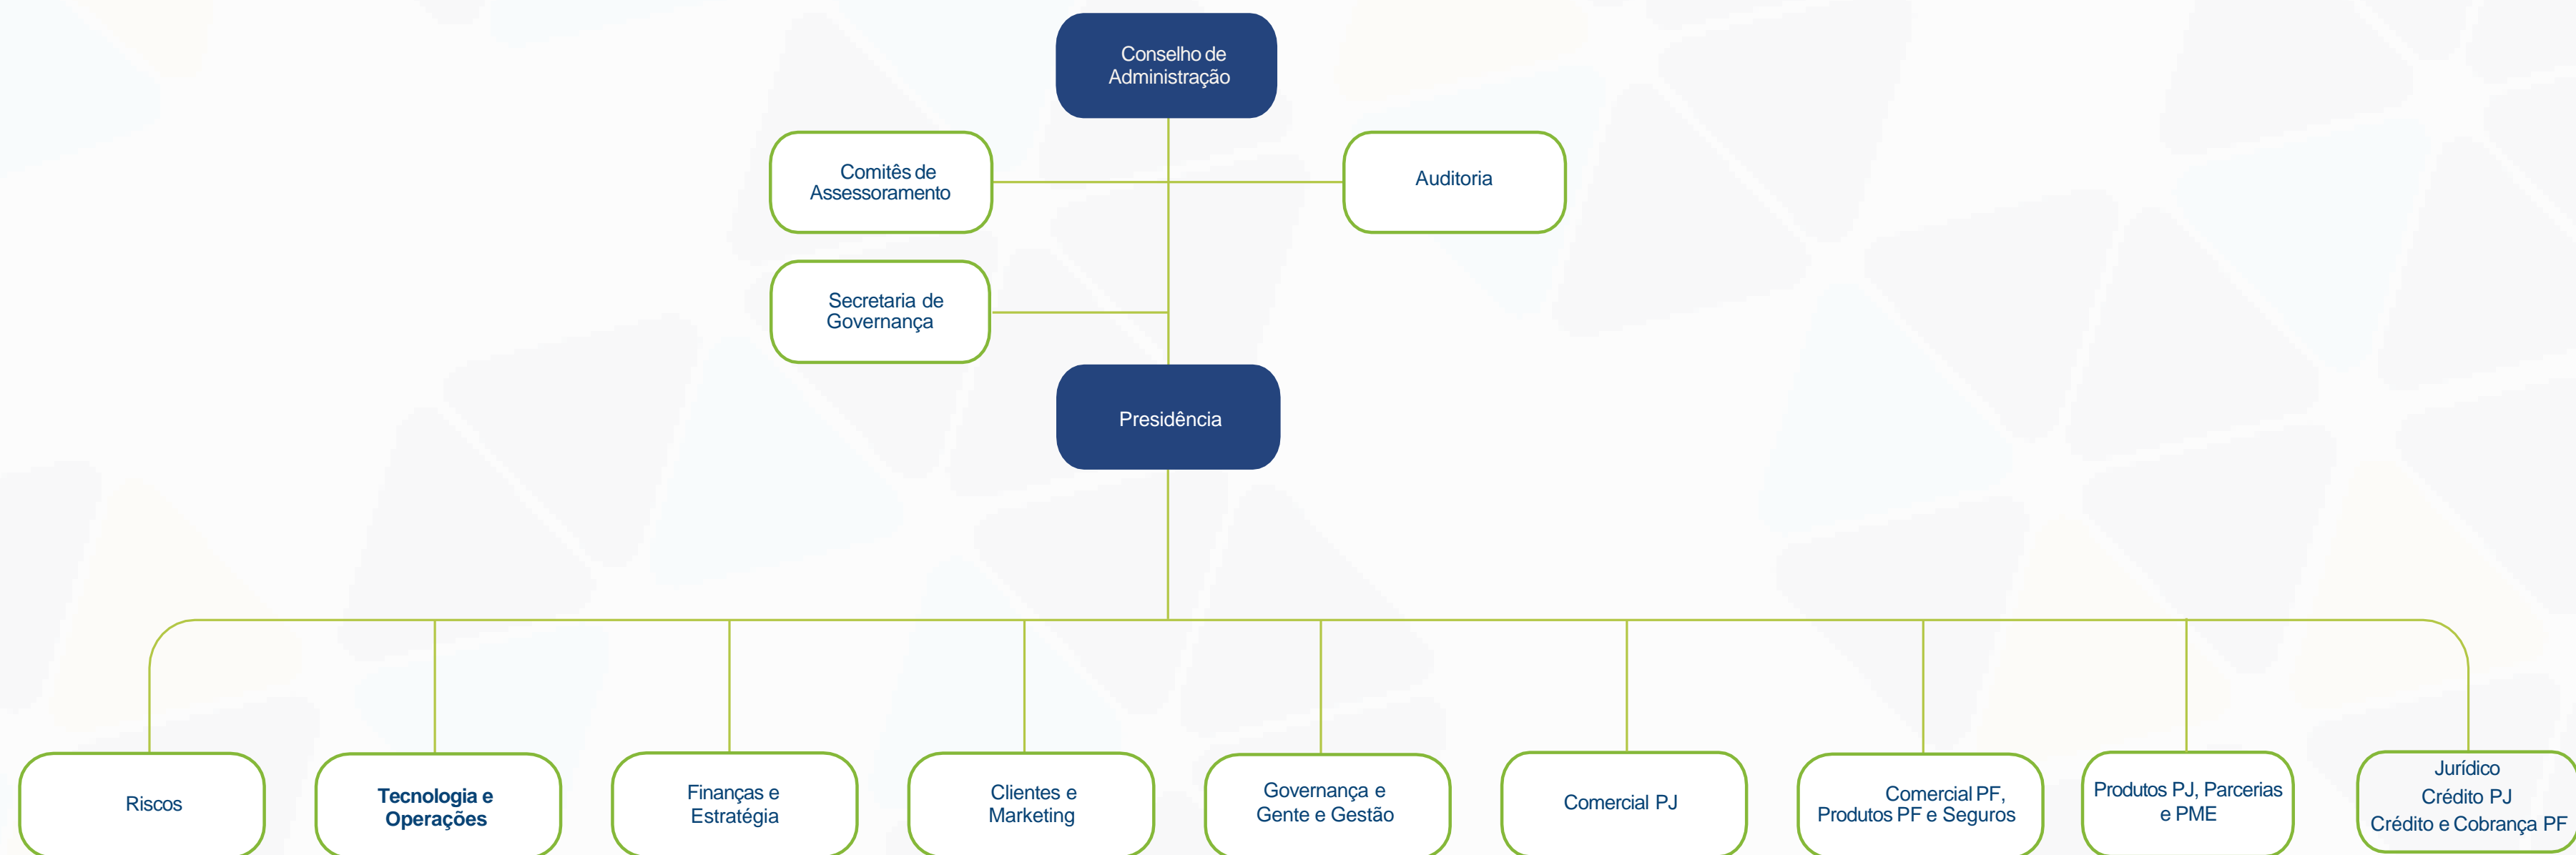 Conselho de
Administração
Comitês de
Assessoramento
Auditoria
Secretaria de
Governança
Presidência
Riscos
Tecnologia e
Operações
Finanças e
Estratégia
Clientes e
Marketing
Governança e
Gente e Gestão
Comercial PJ
Comercial PF,
Produtos PF e Seguros
Produtos PJ, Parcerias
e PME
Jurídico
Crédito PJ
Crédito e Cobrança PF